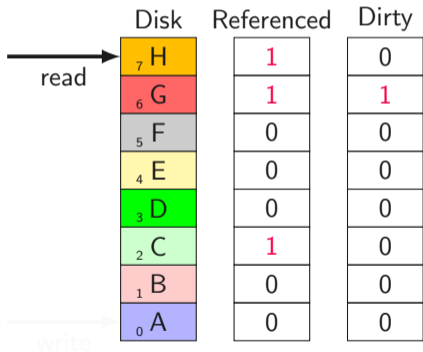 Disk Referenced Dirty
7 H 1 0
read
6 G 1 1
5 F 0 0
4 E 0 0
3 D 0 0
2 C 1 0
1 B 0 0
0 A 0 0
write